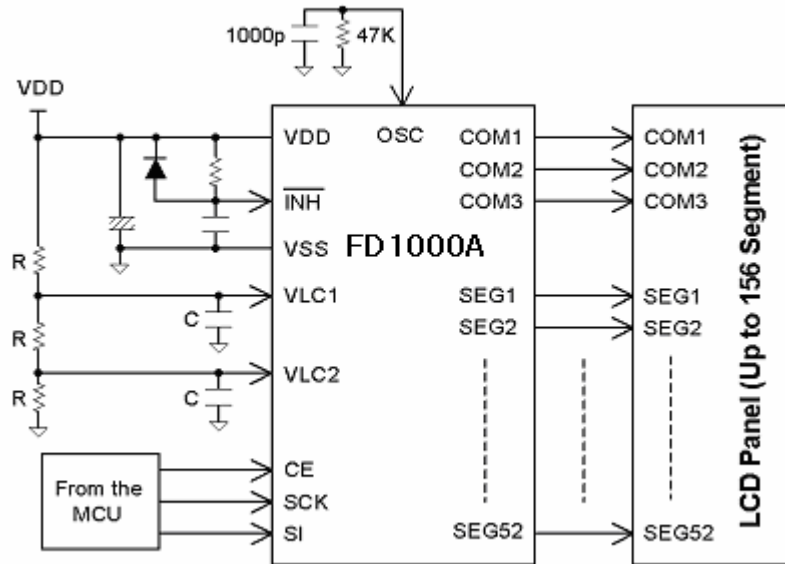 1000p
47K
VDD
VDD
OSC
COM1
COM1
COM2
COM2
COM3
COM3
INH
VSS
FD1000A
R
VLC1
C
SEG1
SEG1
SEG2
SEG2
R
VLC2
C
R
From the
MCU
CE
SCK
SI
SEG52
SEG52
LCD Panel (Up to 156 Segment)